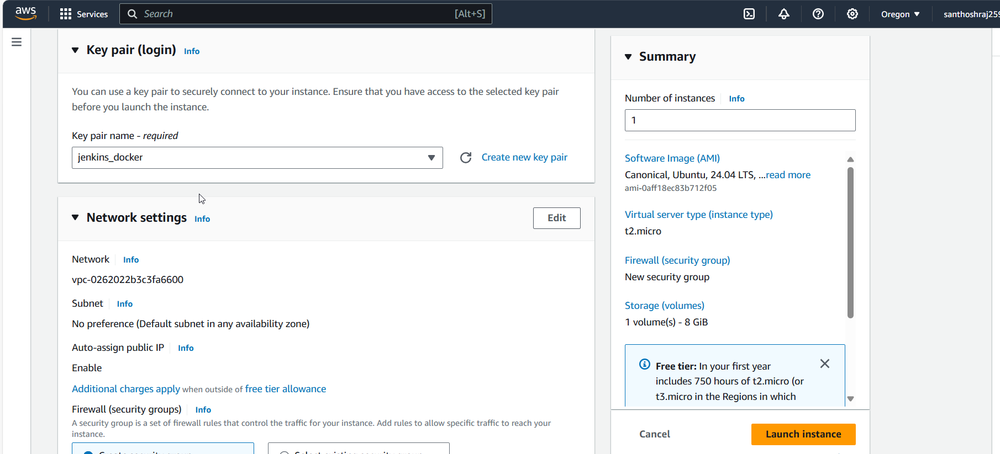 aws
Services
Search
[Alt+S]
Oregon
santhoshraj259
Key pair (login) Info
You can use a key pair to securely connect to your instance. Ensure that you have access to the selected key pair
before you launch the instance.
Key pair name - required
jenkins_docker
Create new key pair
Network settings Info
Edit
Network Info
vpc-0262022b3c3fa6600
Subnet Info
No preference (Default subnet in any availability zone)
Auto-assign public IP Info
Enable
Additional charges apply when outside of free tier allowance
Firewall (security groups) Info
A security group is a set of firewall rules that control the traffic for your instance. Add rules to allow specific traffic to reach your
instance.
Create security group
Select existing security group
Summary
Number of instances Info
1
Software Image (AMI)
Canonical, Ubuntu, 24.04 LTS, ...read more
ami-0aff18ec83b712f05
Virtual server type (instance type)
t2.micro
Firewall (security group)
New security group
Storage (volumes)
1 volume(s) - 8 GiB
Free tier: In your first year
includes 750 hours of t2.micro (or
t3.micro in the Regions in which
Cancel
Launch instance